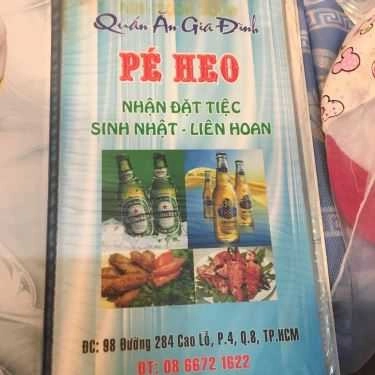 Quán Ăn Gia Đình
PÉ HEO
NHẬN ĐẶT TIỆC
SINH NHẬT - LIÊN HOAN
ĐC: 98 Đường 284 Cao Lỗ, P.4, Q.8, TP.HCM
ĐT: 08 6672 1622